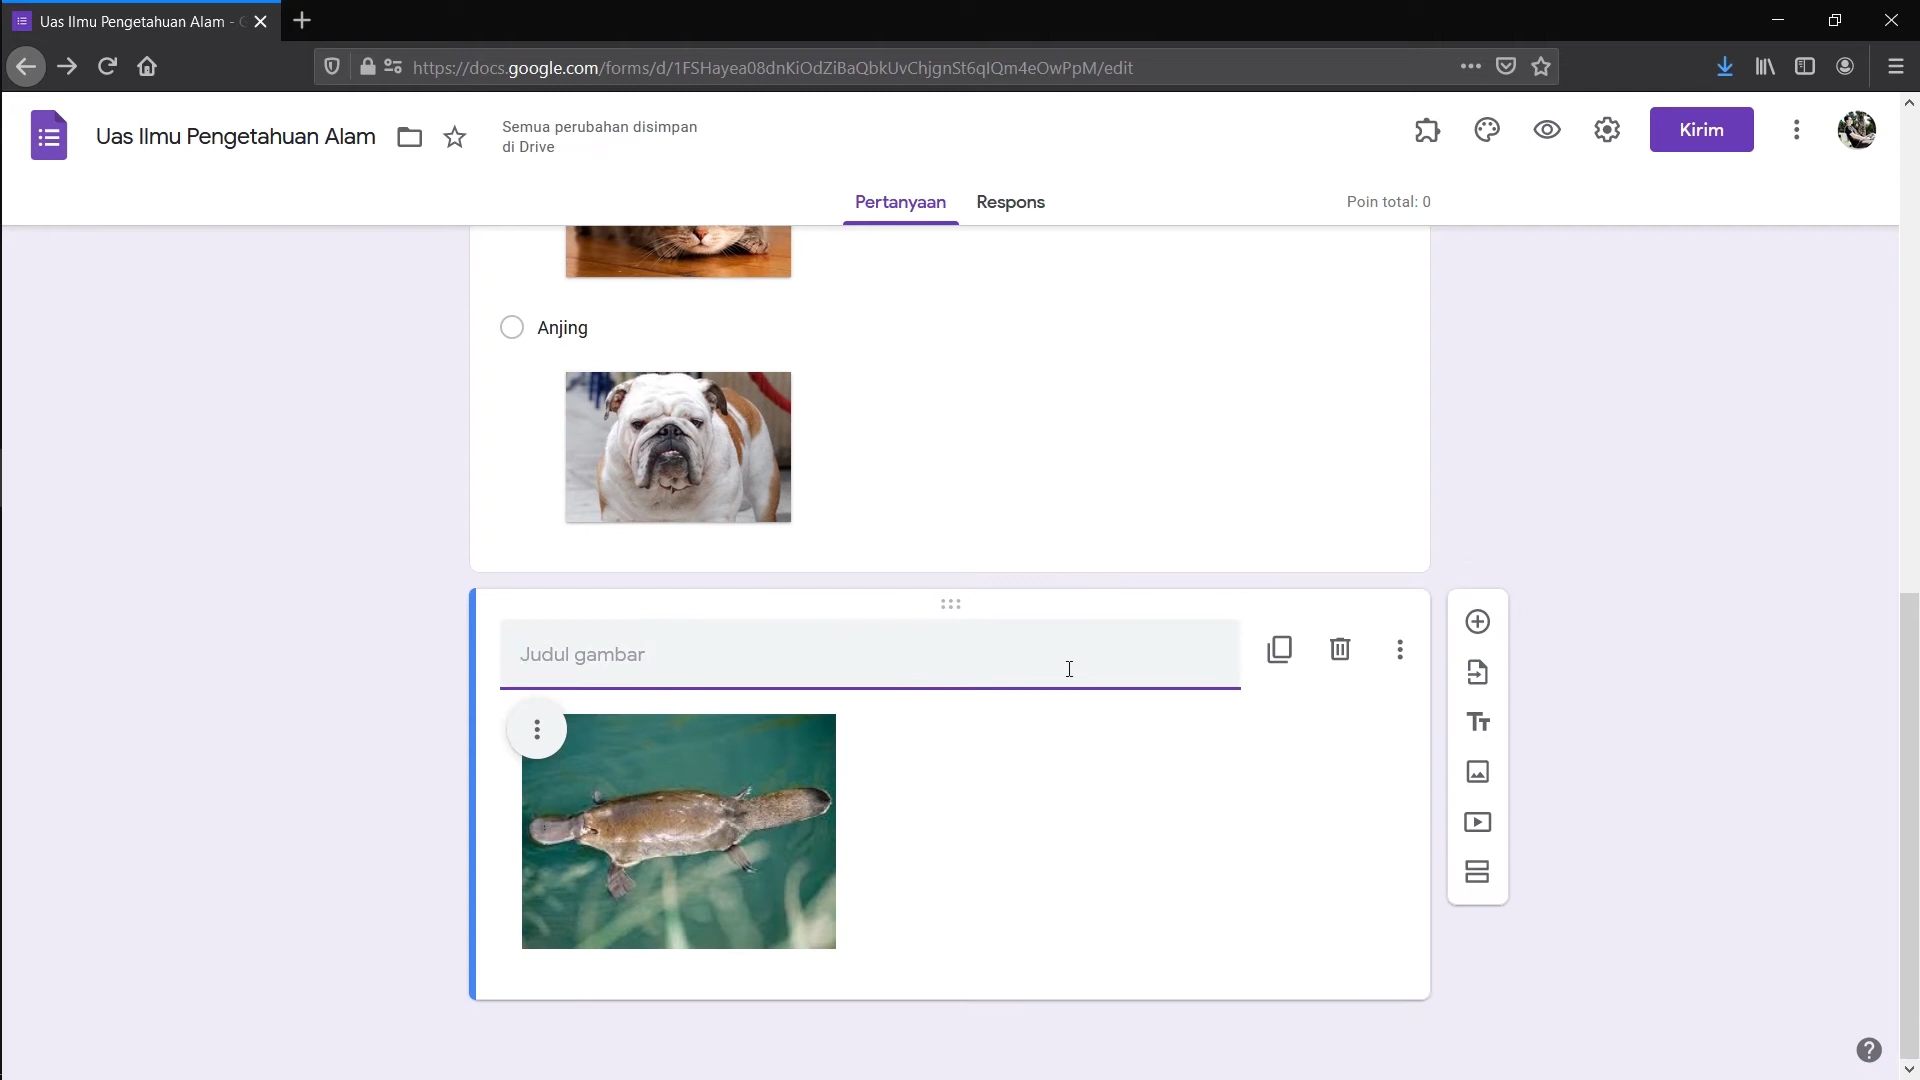 Uas Ilmu Pengetahuan Alam - G
https://docs.google.com/forms/d/1FSHayea08dnKiOdZiBaQbkUvChjgnSt6qIQm4eOwPpM/edit
Uas Ilmu Pengetahuan Alam
Semua perubahan disimpan
di Drive
Kirim
Pertanyaan
Respons
Poin total: 0
Anjing
Judul gambar